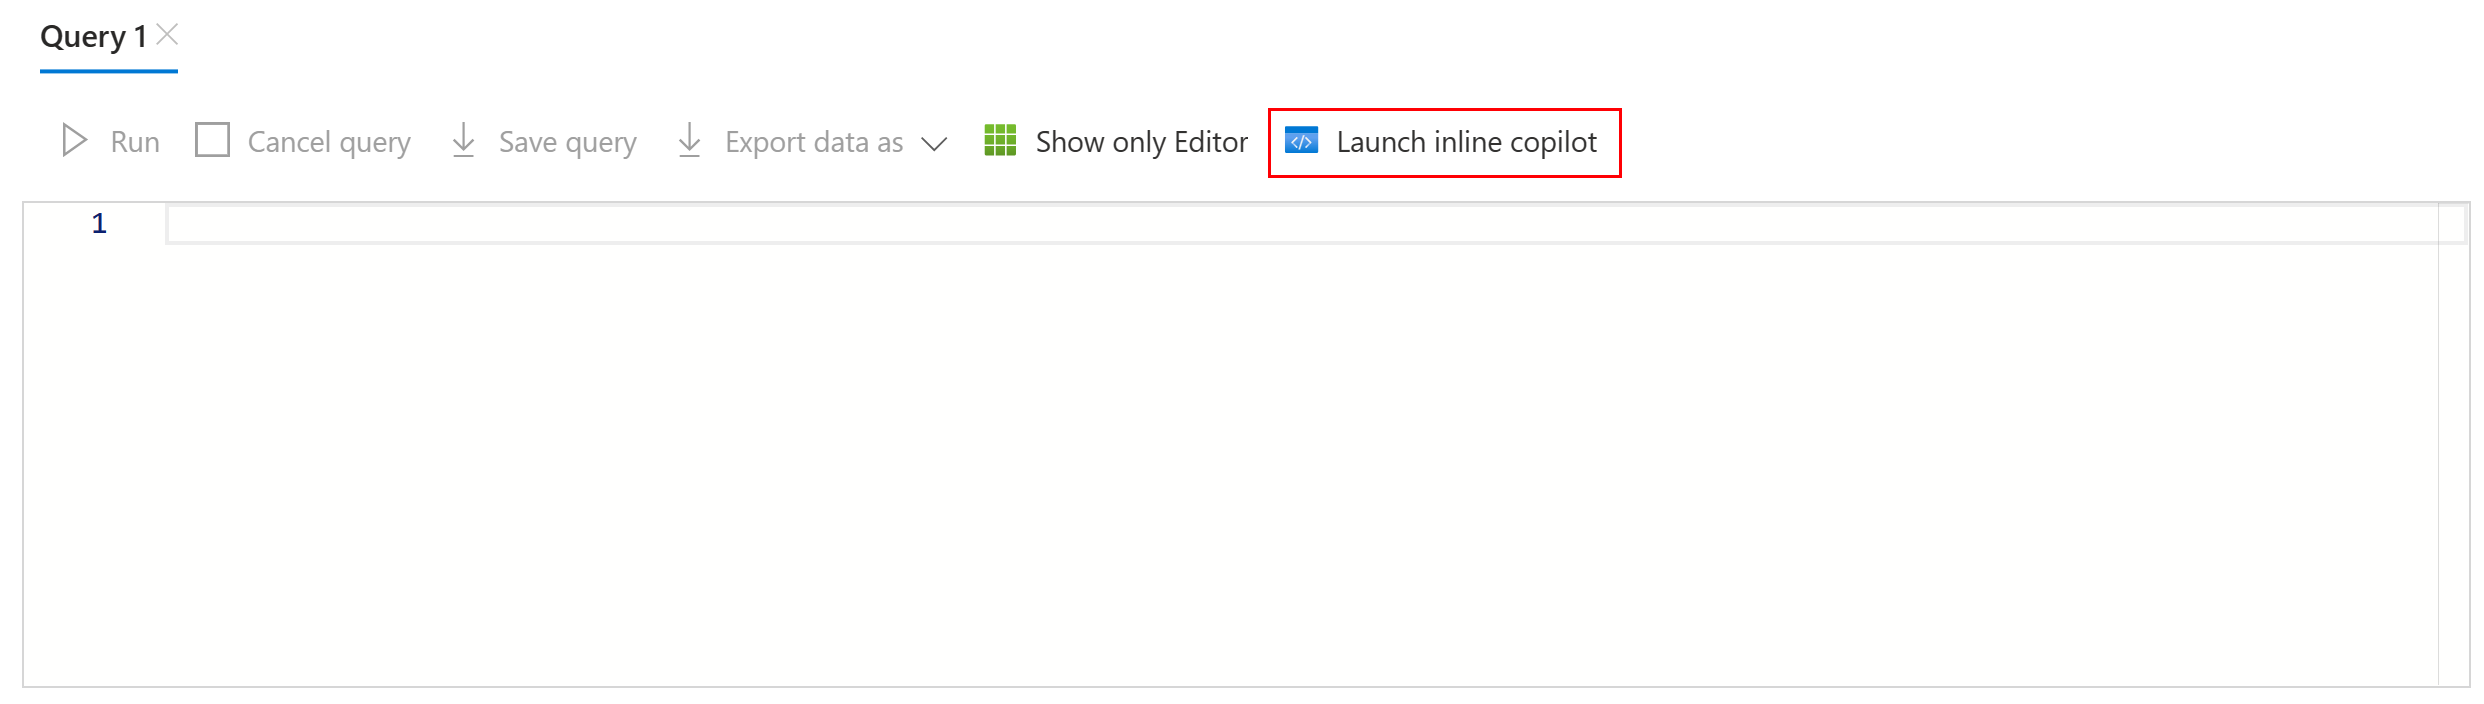 Query 1
Run Cancel query Save query Export data as Show only Editor Launch inline copilot
1